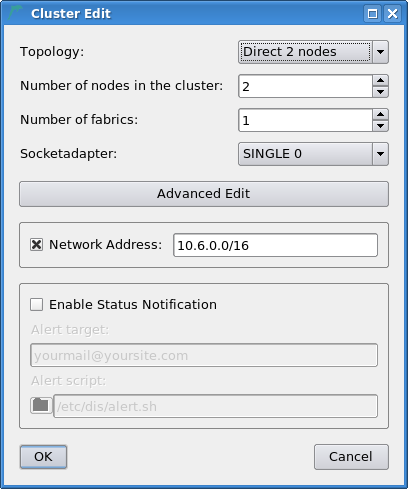 Cluster Edit
Topology: Direct 2 nodes
Number of nodes in the cluster: 2
Number of fabrics: 1
Socketadapter: SINGLE 0
Advanced Edit
Network Address: 10.6.0.0/16
Enable Status Notification
Alert target:
yourmail@yoursite.com
Alert script:
/etc/dis/alert.sh
OK Cancel